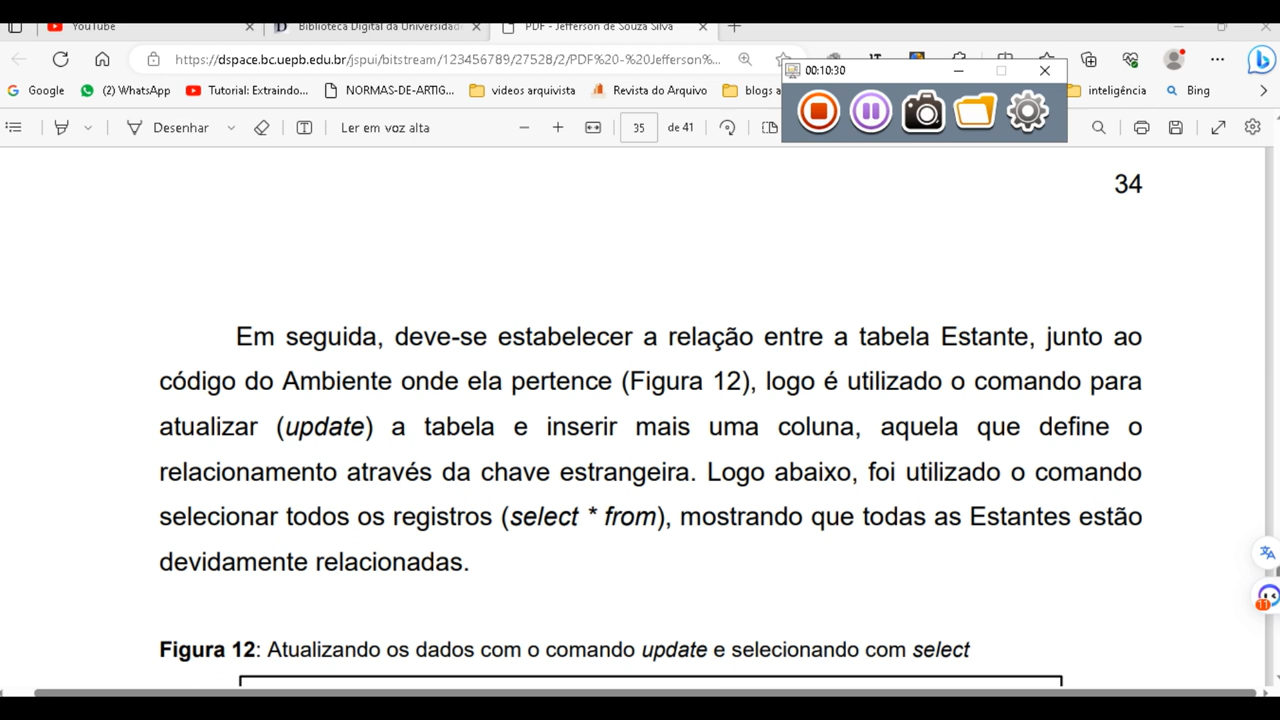 YouTube
Biblioteca Digital da Universidad
PDF - Jefferson de Souza Silva
https://dspace.bc.uepb.edu.br/jspui/bitstream/123456789/27528/2/PDF%20-%20Jefferson%...
00:10:30
Google
(2) WhatsApp
Tutorial: Extraindo...
NORMAS-DE-ARTIG...
videos arquivista
Revista do Arquivo
blogs a
inteligência
Bing
Desenhar
Ler em voz alta
35
de 41
34
Em seguida, deve-se estabelecer a relação entre a tabela Estante, junto ao
código do Ambiente onde ela pertence (Figura 12), logo é utilizado o comando para
atualizar (update) a tabela e inserir mais uma coluna, aquela que define o
relacionamento através da chave estrangeira. Logo abaixo, foi utilizado o comando
selecionar todos os registros (select * from), mostrando que todas as Estantes estão
devidamente relacionadas.
11
Figura 12: Atualizando os dados com o comando update e selecionando com select